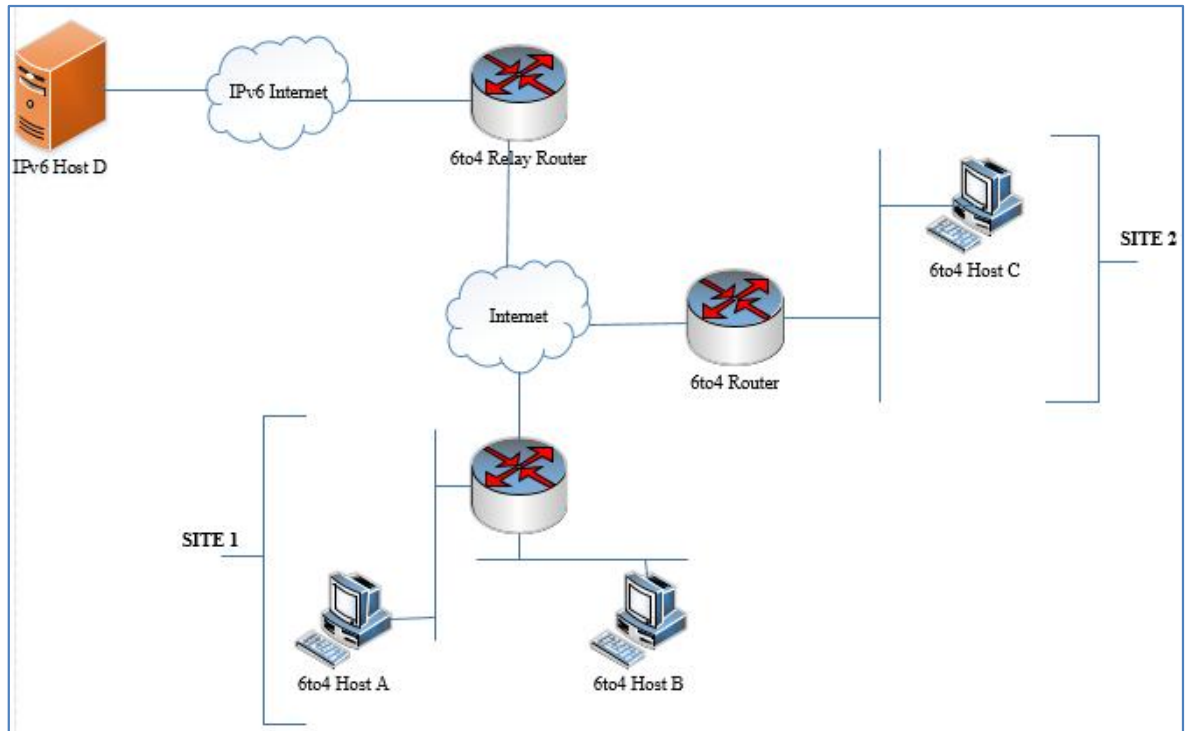 IPv6 Internet
IPv6 Host D
6to4 Relay Router
6to4 Host C
SITE 2
Internet
6to4 Router
SITE 1
6to4 Host A
6to4 Host B